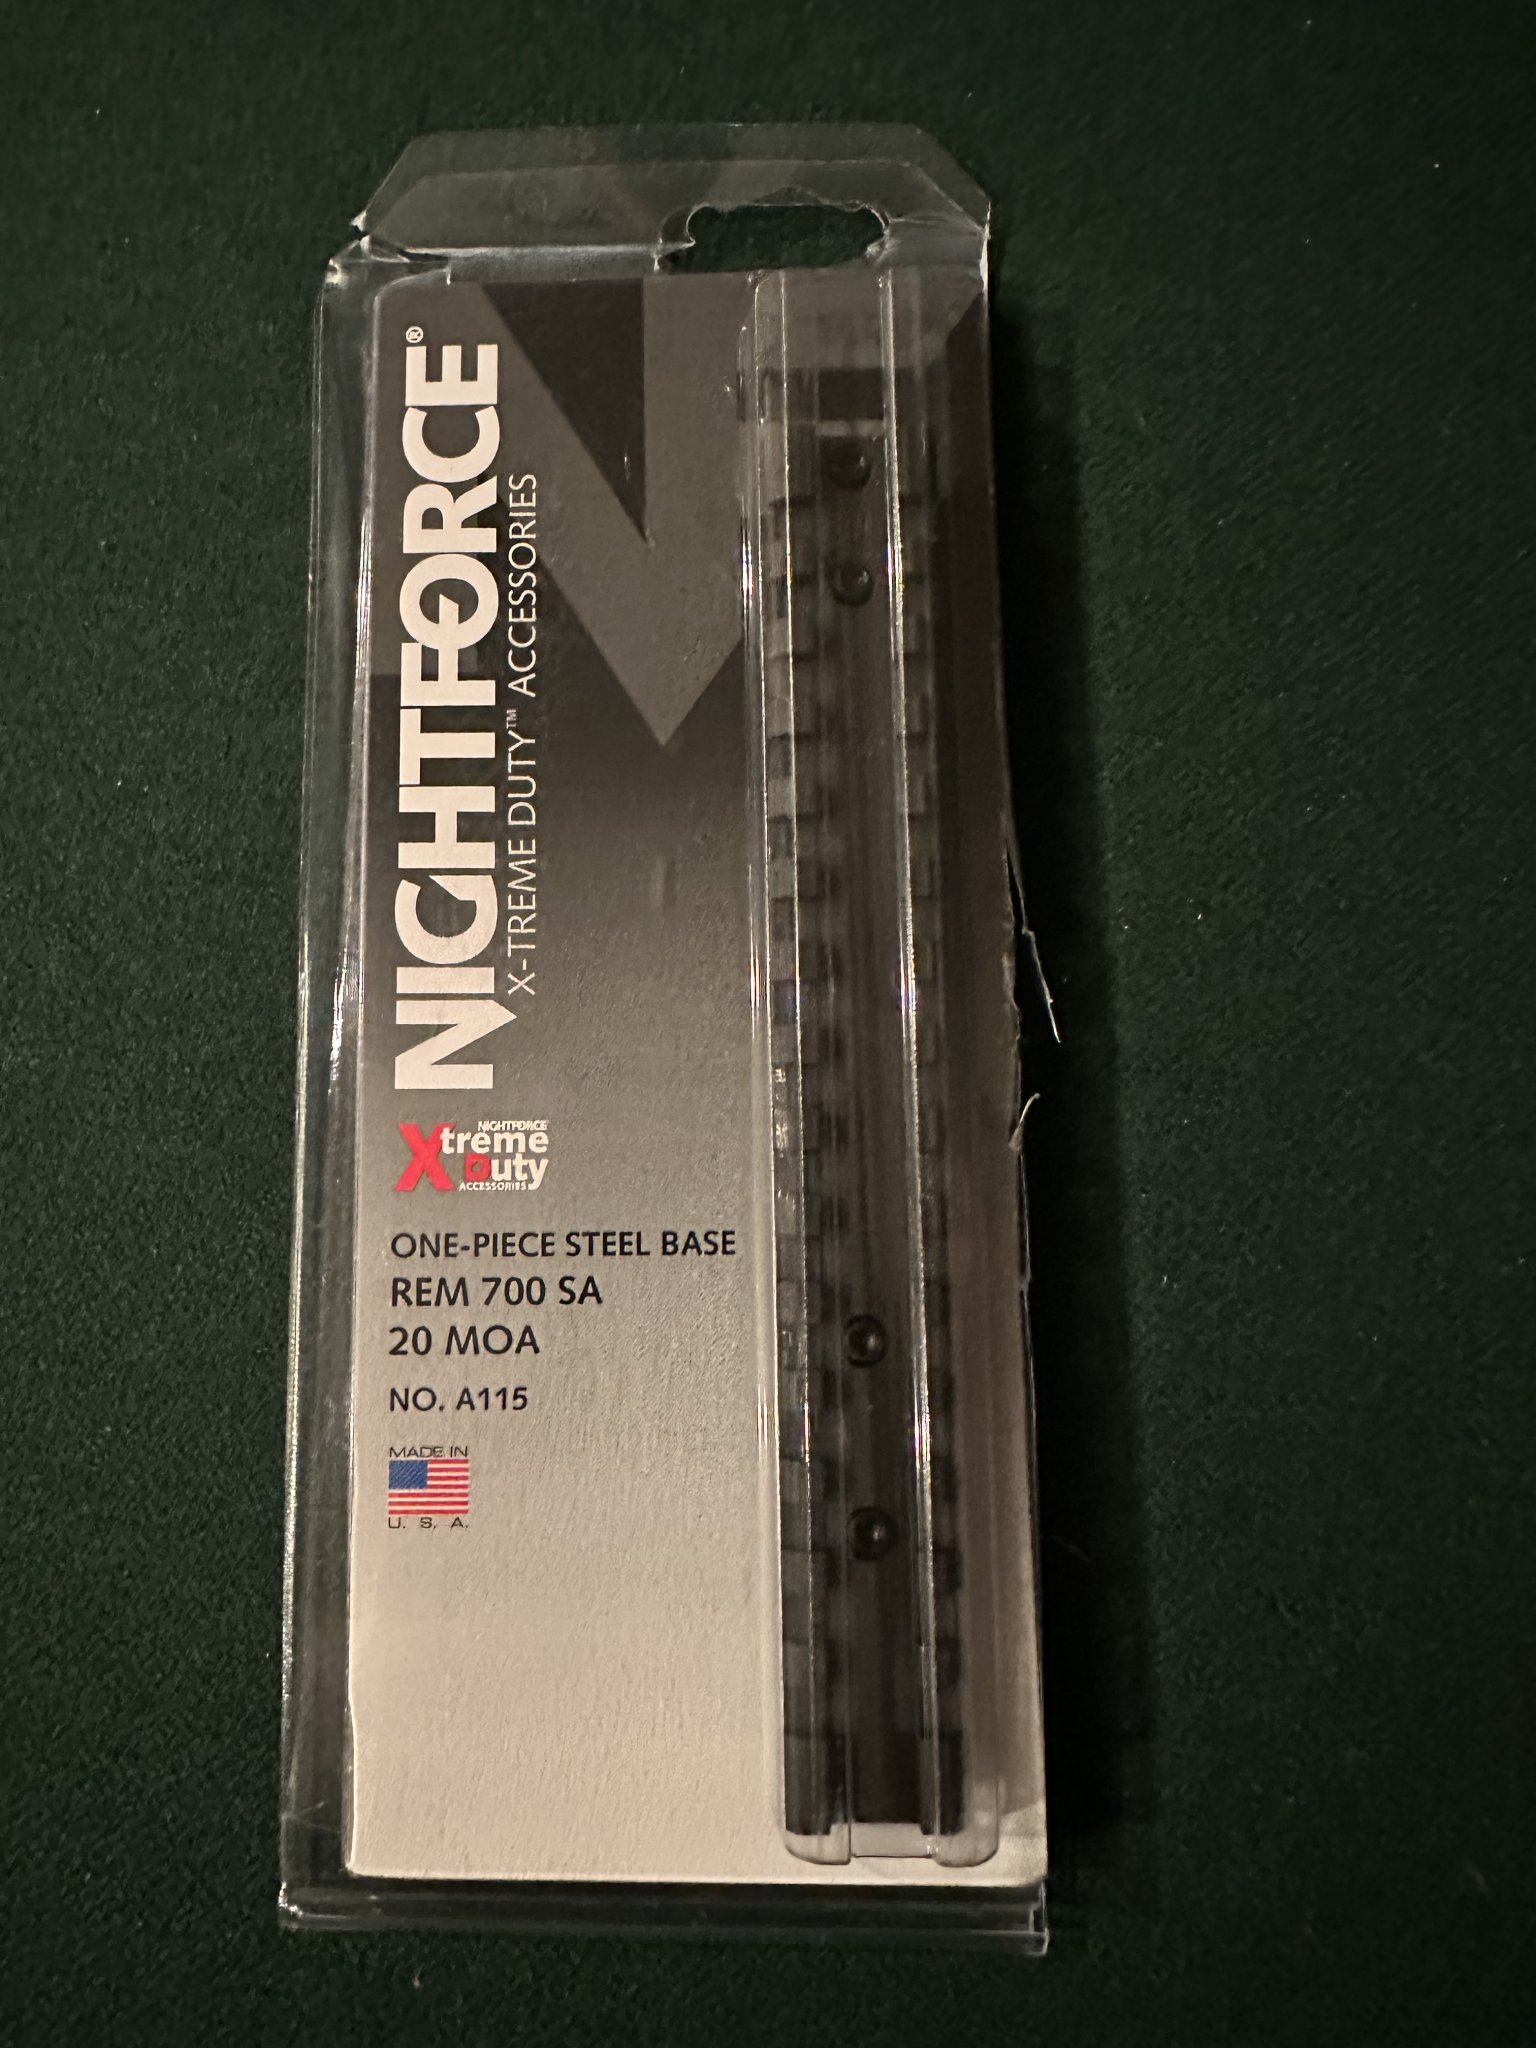 NIGHTFORCE®
X-TREME DUTY™ ACCESSORIES
NIGHTFORCE
Xtreme
Duty
ACCESSORIES
ONE-PIECE STEEL BASE
REM 700 SA
20 MOA
NO. A115
MADE IN
U. S. A.